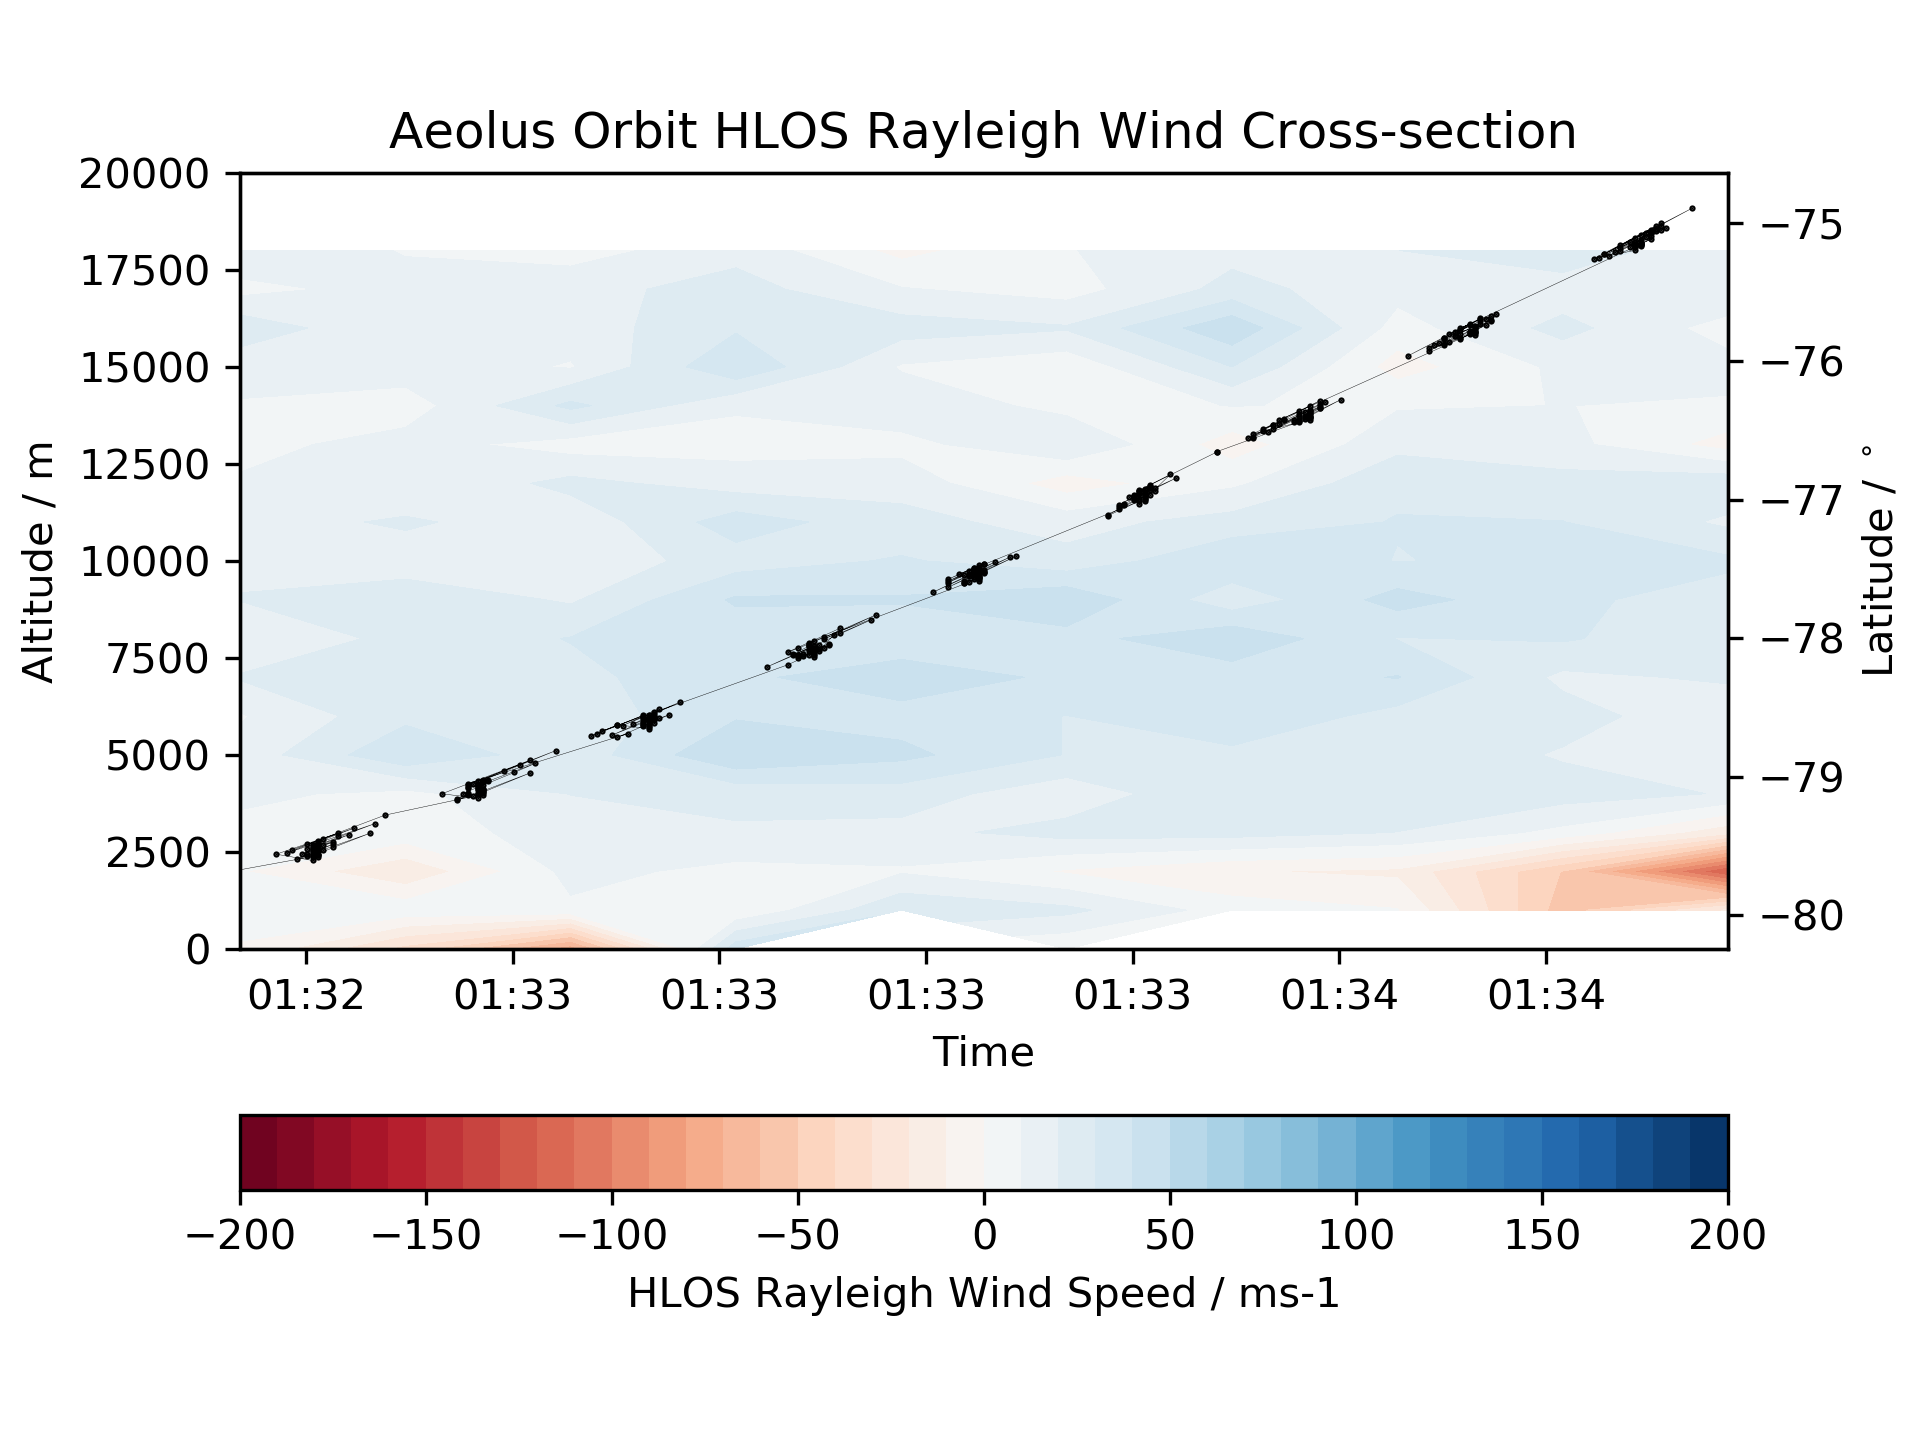 Aeolus Orbit HLOS Rayleigh Wind Cross-section
20000
17500
15000
12500
10000
7500
5000
2500
0
Altitude / m
−75
−76
−77
−78
−79
−80
Latitude / °
01:32 01:33 01:33 01:33 01:33 01:34 01:34
Time
−200 −150 −100 −50 0 50 100 150 200
HLOS Rayleigh Wind Speed / ms-1